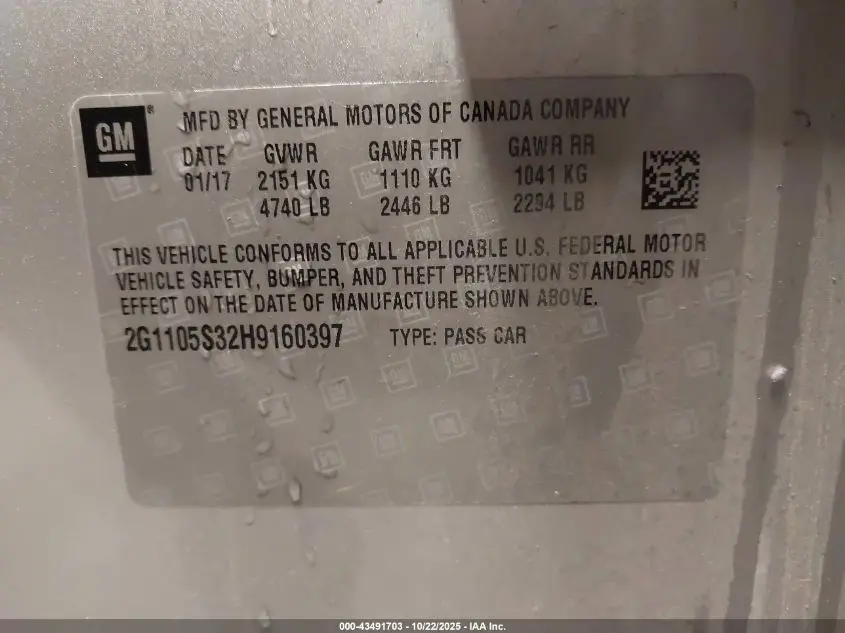 GM ® MFD BY GENERAL MOTORS OF CANADA COMPANY
DATE GVWR GAWR FRT GAWR RR
01/17 2151 KG 1110 KG 1041 KG
4740 LB 2446 LB 2294 LB
THIS VEHICLE CONFORMS TO ALL APPLICABLE U.S. FEDERAL MOTOR
VEHICLE SAFETY, BUMPER, AND THEFT PREVENTION STANDARDS IN
EFFECT ON THE DATE OF MANUFACTURE SHOWN ABOVE.
2G1105S32H9160397 TYPE: PASS CAR
000-43491703 - 10/22/2025 - IAA Inc.